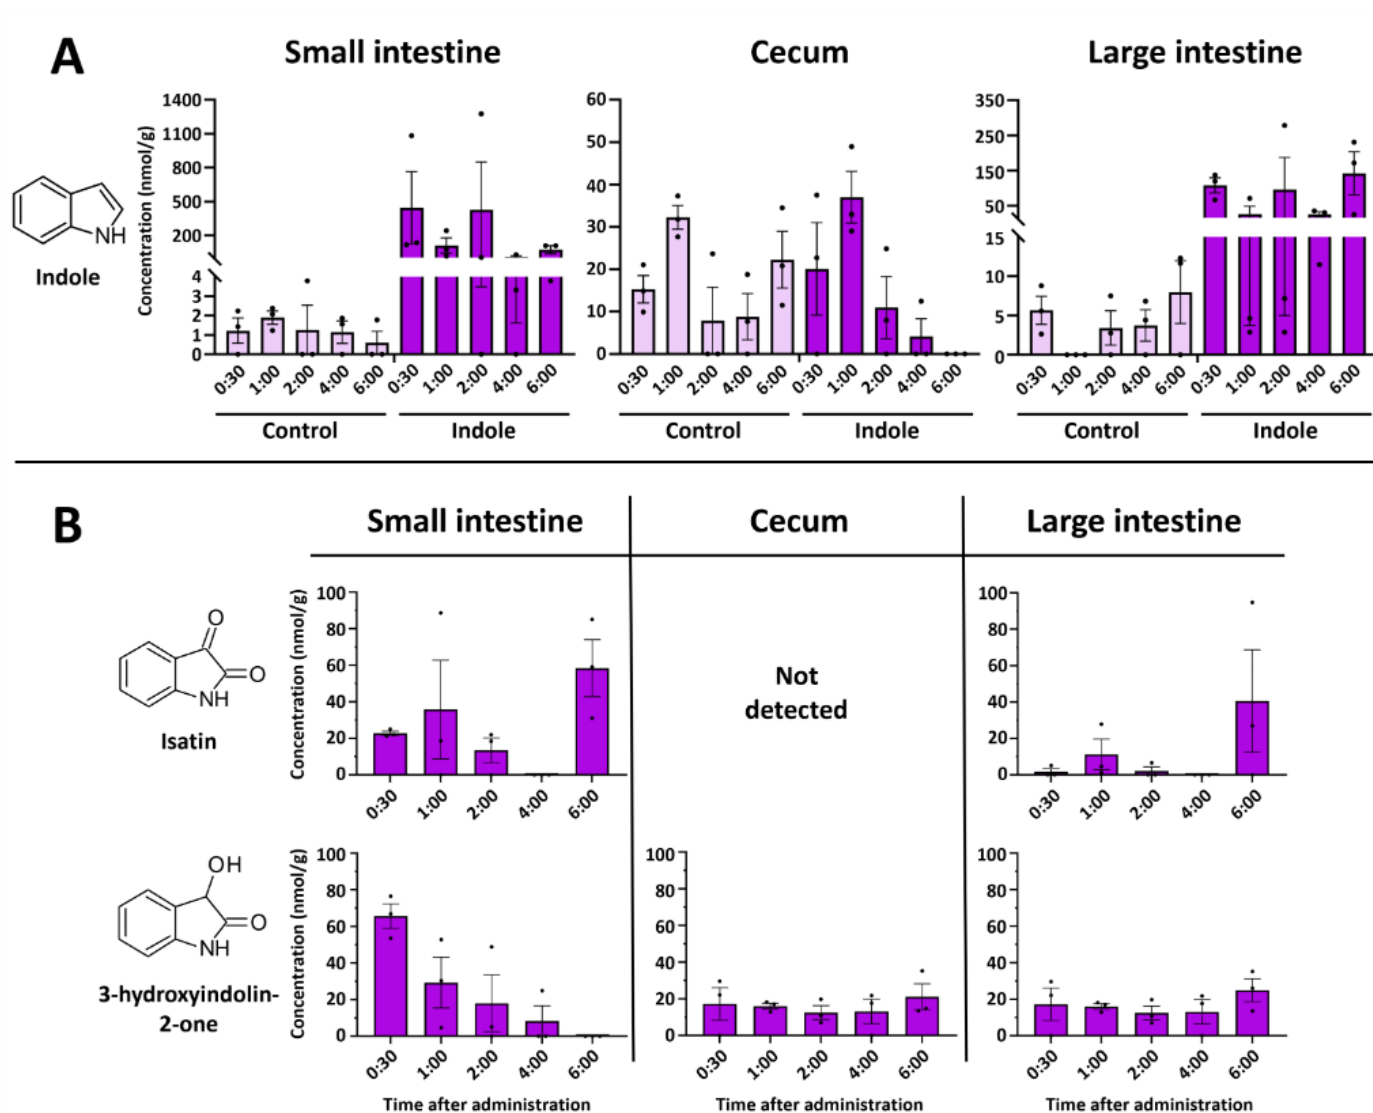 A
Small intestine
Cecum
Large intestine
Indole
NH
Concentration (nmol/g)
1400
1100
800
500
200
4
3
2
1
0
0:30 1:00 2:00 4:00 6:00 0:30 1:00 2:00 4:00 6:00
Control Indole
60
50
40
30
20
10
0
0:30 1:00 2:00 4:00 6:00 0:30 1:00 2:00 4:00 6:00
Control Indole
350
250
150
50
15
10
5
0
0:30 1:00 2:00 4:00 6:00 0:30 1:00 2:00 4:00 6:00
Control Indole
B
Small intestine
Cecum
Large intestine
O
O
NH
Isatin
Concentration (nmol/g)
100
80
60
40
20
0
0:30 1:00 2:00 4:00 6:00
Not
detected
100
80
60
40
20
0
0:30 1:00 2:00 4:00 6:00
OH
O
NH
3-hydroxyindolin-
2-one
Concentration (nmol/g)
100
80
60
40
20
0
0:30 1:00 2:00 4:00 6:00
Time after administration
100
80
60
40
20
0
0:30 1:00 2:00 4:00 6:00
Time after administration
100
80
60
40
20
0
0:30 1:00 2:00 4:00 6:00
Time after administration